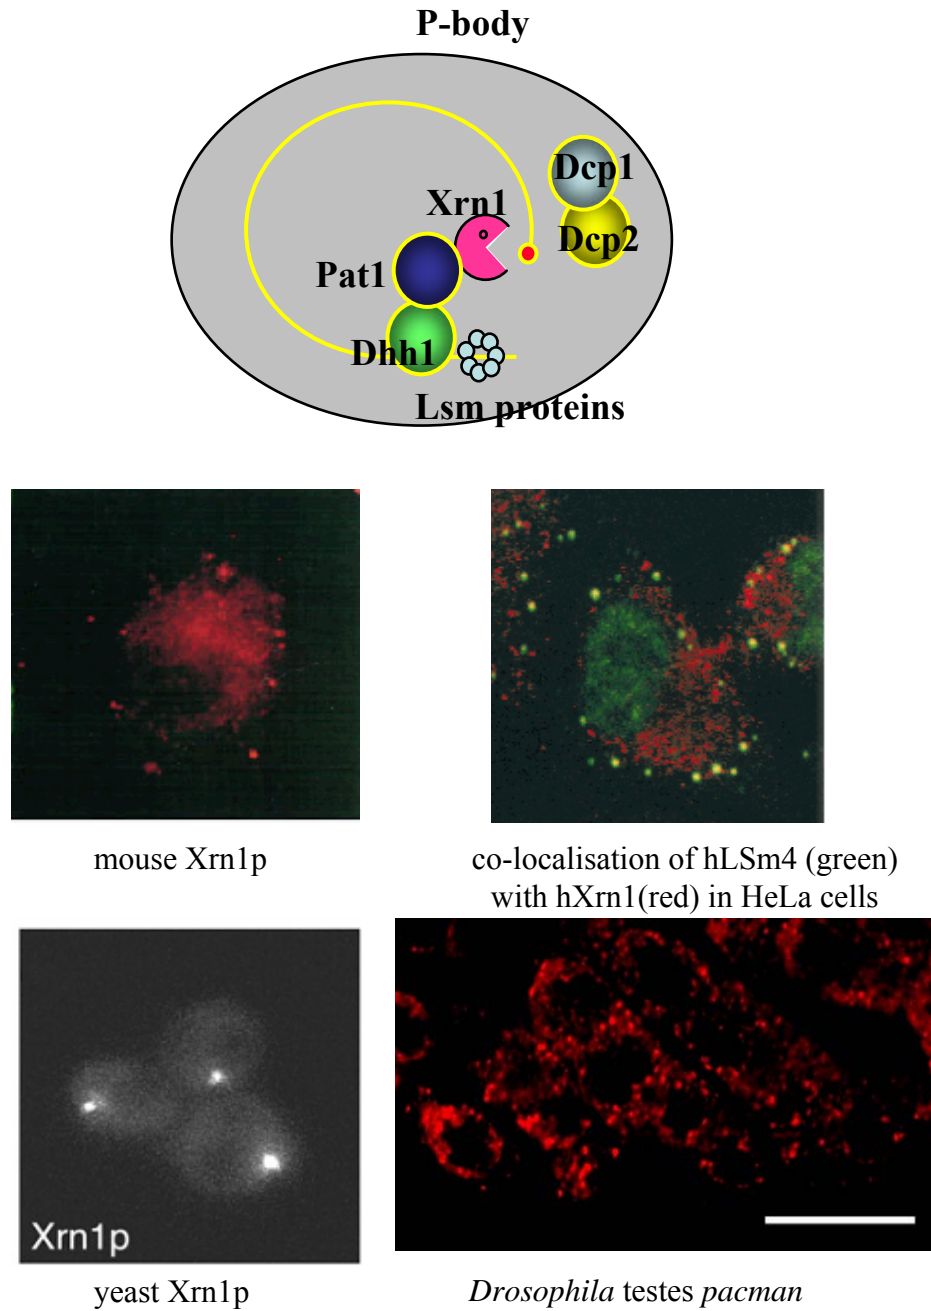 P-body
Dcp1
Xrn1
Dcp2
Pat1
Dhh1
Lsm proteins
mouse Xrn1p
co-localisation of hLSm4 (green)
with hXrn1(red) in HeLa cells
Xrn1p
yeast Xrn1p
Drosophila testes pacman